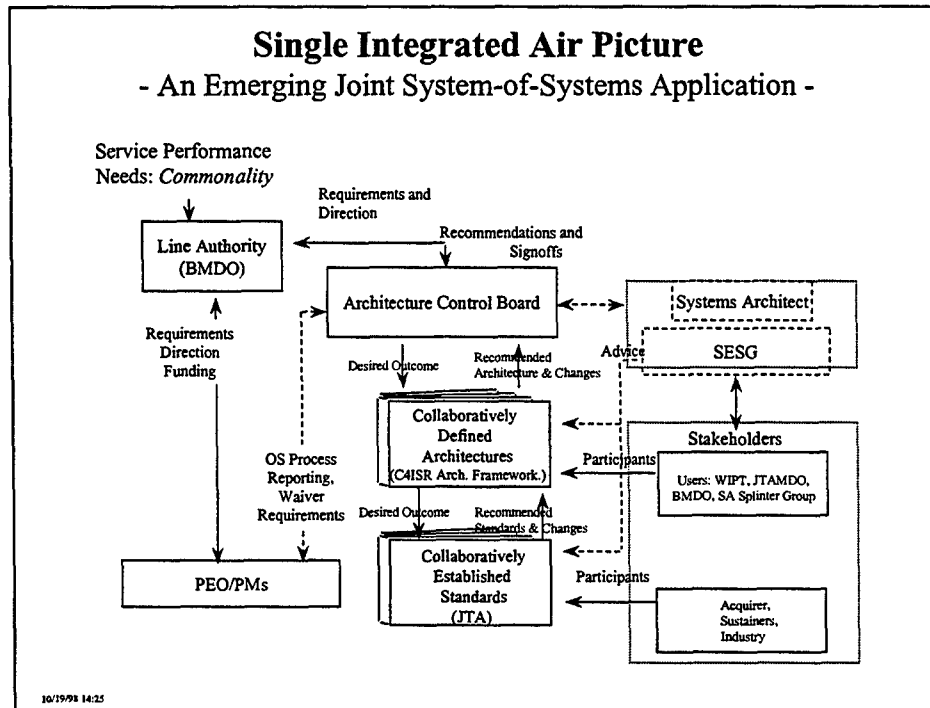 Single Integrated Air Picture
- An Emerging Joint System-of-Systems Application -
Service Performance
Needs: Commonality
Requirements and
Direction
Recommendations and
Signoffs
Line Authority
(BMDO)
Architecture Control Board
Systems Architect
SESG
Advice
Requirements
Direction
Funding
Desired Outcome
Recommended
Architecture & Changes
Collaboratively
Defined
Architectures
(C4ISR Arch. Framework.)
Stakeholders
Participants
Users: WIPT, JTAMDO,
BMDO, SA Splinter Group
OS Process
Reporting,
Waiver
Requirements
Desired Outcome
Recommended
Standards & Changes
PEO/PMs
Collaboratively
Established
Standards
(JTA)
Participants
Acquirer,
Sustainers,
Industry
10/19/98 14:25